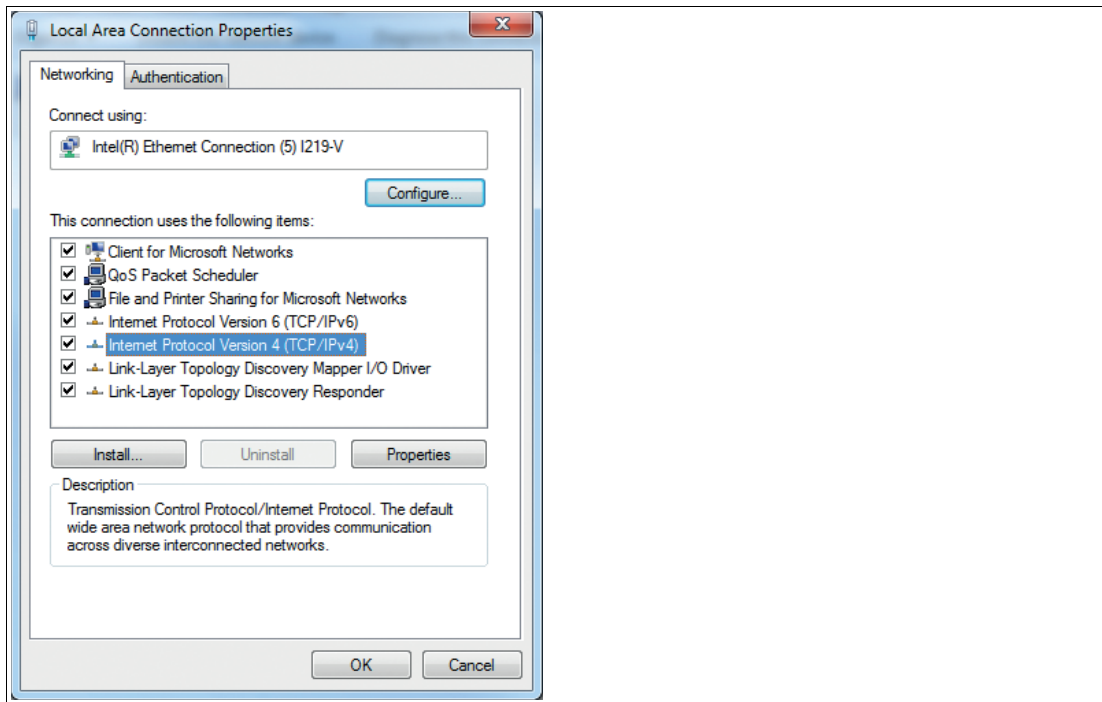 Local Area Connection Properties
Networking
Authentication
Connect using:
Intel(R) Ethernet Connection (5) I219-V
Configure...
This connection uses the following items:
Client for Microsoft Networks
QoS Packet Scheduler
File and Printer Sharing for Microsoft Networks
Internet Protocol Version 6 (TCP/IPv6)
Internet Protocol Version 4 (TCP/IPv4)
Link-Layer Topology Discovery Mapper I/O Driver
Link-Layer Topology Discovery Responder
Install...
Uninstall
Properties
Description
Transmission Control Protocol/Internet Protocol. The default
wide area network protocol that provides communication
across diverse interconnected networks.
OK
Cancel